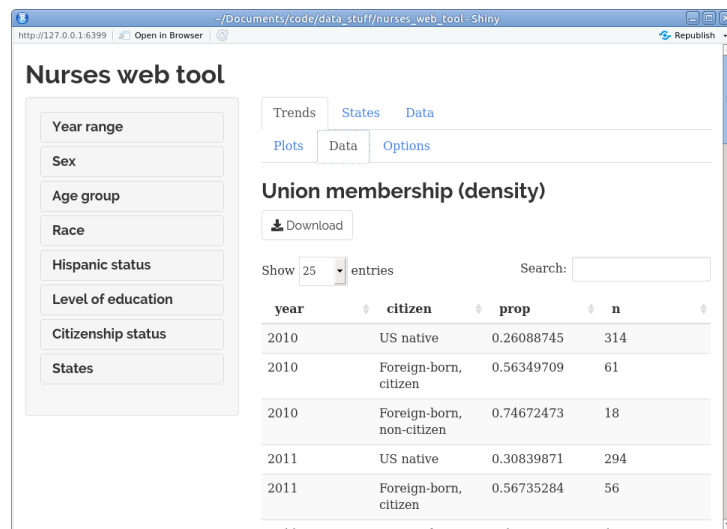 ~/Documents/code/data_stuff/nurses_web_tool - Shiny
http://127.0.0.1:6399 Open in Browser Republish
Nurses web tool
Year range
Sex
Age group
Race
Hispanic status
Level of education
Citizenship status
States
Trends States Data
Plots Data Options
Union membership (density)
Download
Show 25 entries Search:
year citizen prop n
2010 US native 0.26088745 314
2010 Foreign-born, 0.56349709 61
citizen
2010 Foreign-born, 0.74672473 18
non-citizen
2011 US native 0.30839871 294
2011 Foreign-born, 0.56735284 56
citizen